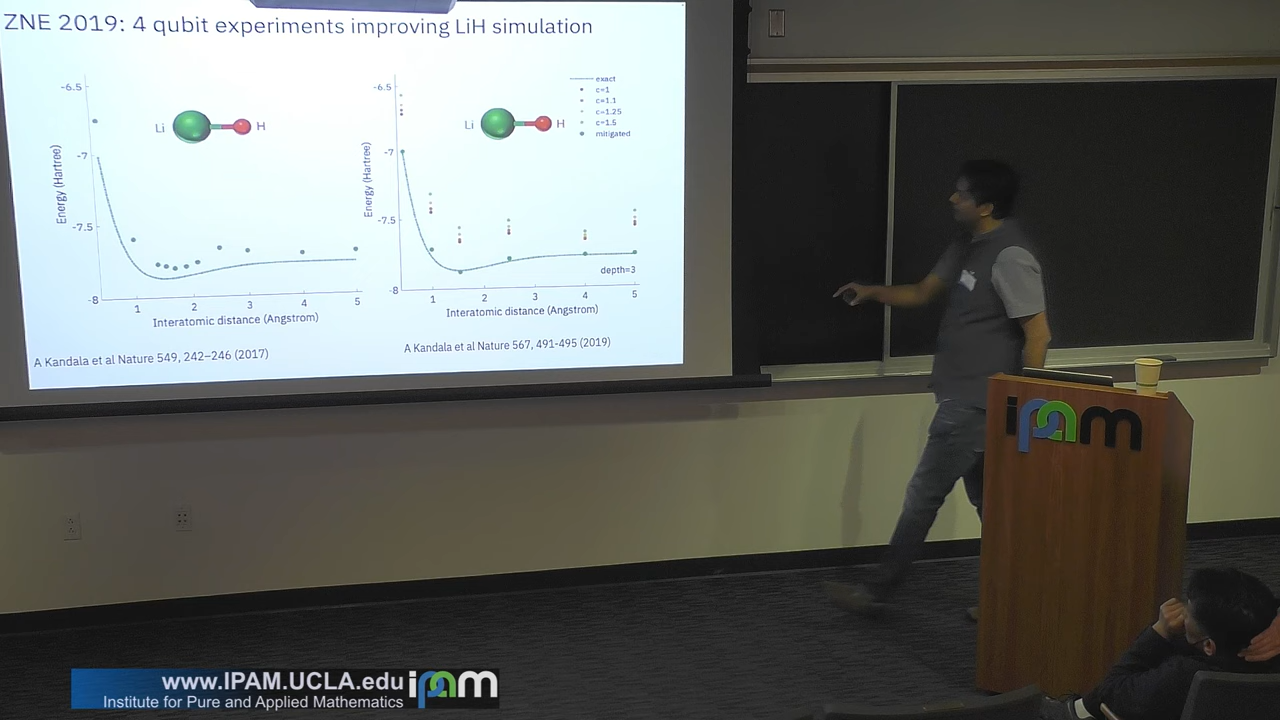 ZNE 2019: 4 qubit experiments improving LiH simulation
-6.5
-7
-7.5
-8
Energy (Hartree)
Li
H
1
2
3
4
5
Interatomic distance (Angstrom)
A Kandala et al Nature 549, 242–246 (2017)
-6.5
-7
-7.5
-8
Energy (Hartree)
Li
H
exact
c=1
c=1.1
c=1.25
c=1.5
mitigated
depth=3
1
2
3
4
5
Interatomic distance (Angstrom)
A Kandala et al Nature 567, 491-495 (2019)
ipam
www.IPAM.UCLA.edu
ipam
Institute for Pure and Applied Mathematics